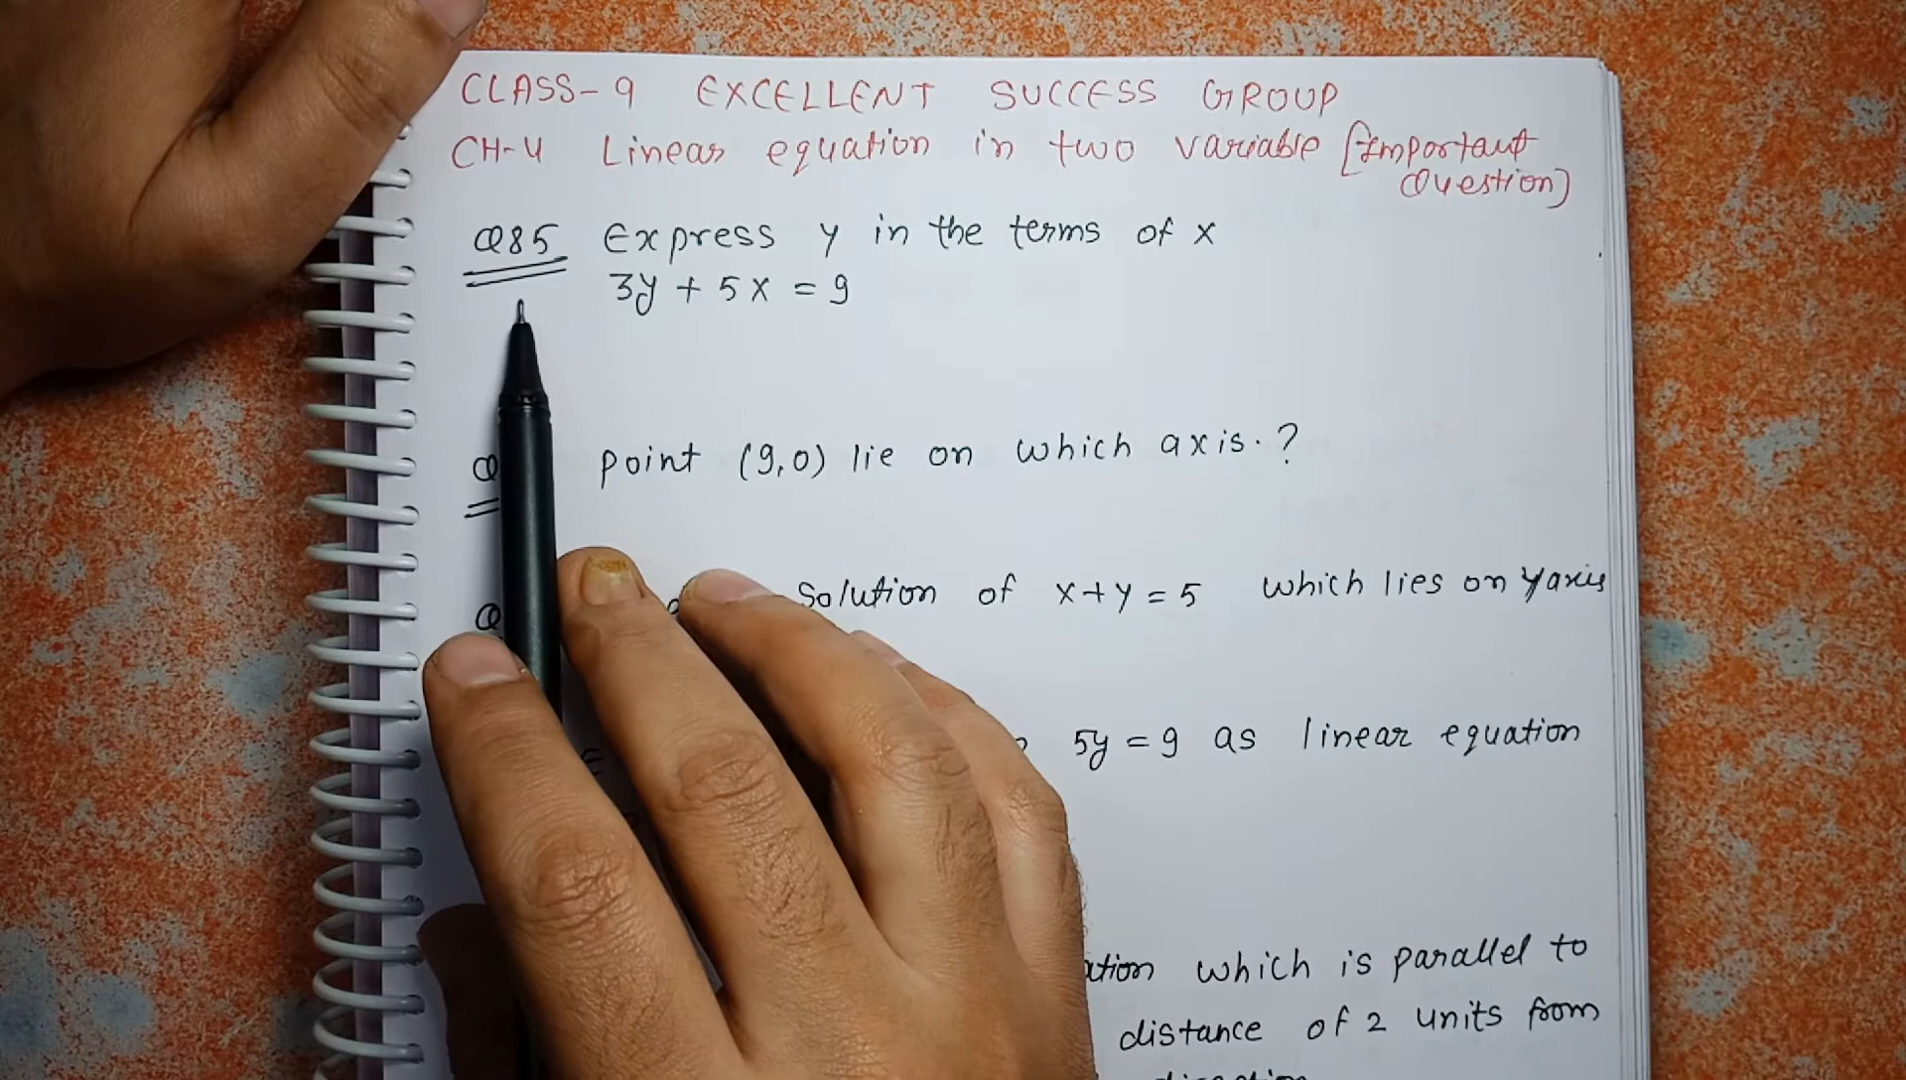 CLASS-9 EXCELLENT SUCCESS GROUP
CH-4 Linear equation in two variable [Important
Question]
Q85 Express y in the terms of x
3y + 5x = 9
Q point (9,0) lie on which axis.?
Q Solution of x+y=5 which lies on Yaxis
5y = 9 as linear equation
which is parallel to
distance of 2 units from